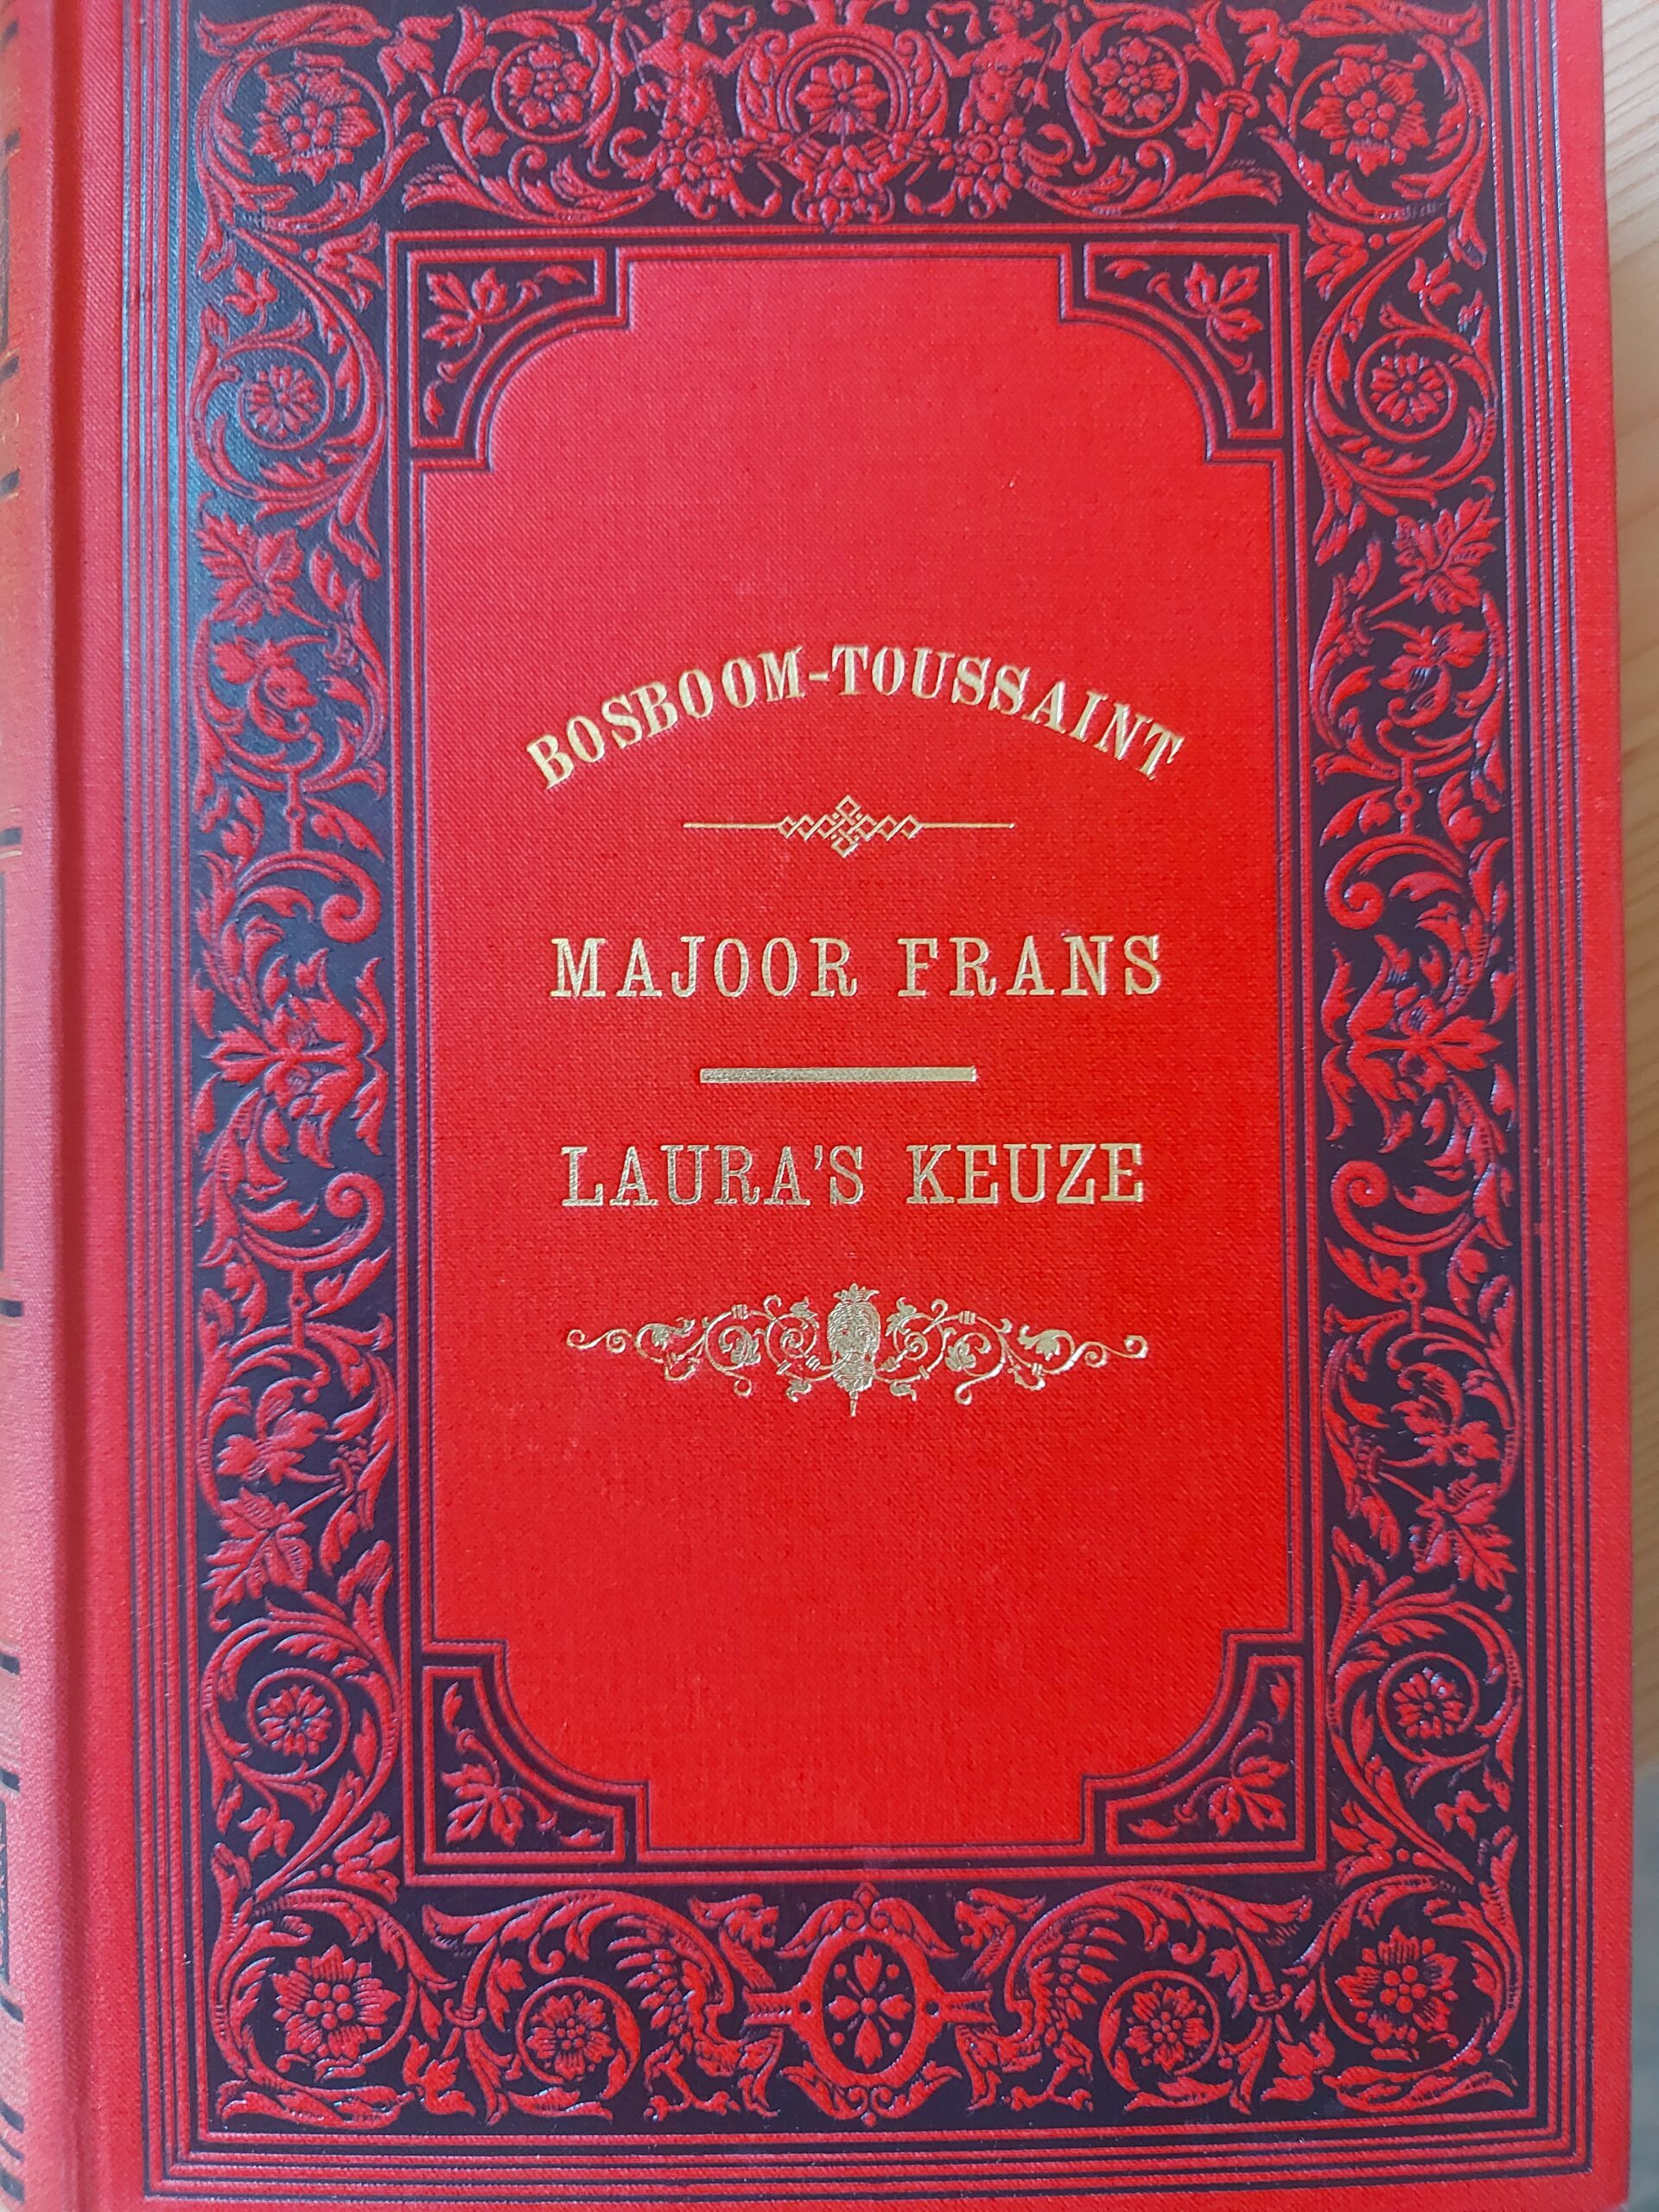 BOSBOOM-TOUSSAINT
MAJOOR FRANS
LAURA'S KEUZE